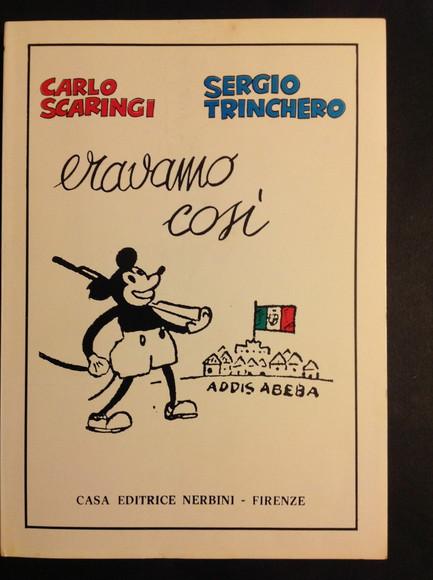 CARLO
SCARINGI
SERGIO
TRINCHERO
eravamo
così
ADDIS ABEBA
CASA EDITRICE NERBINI - FIRENZE